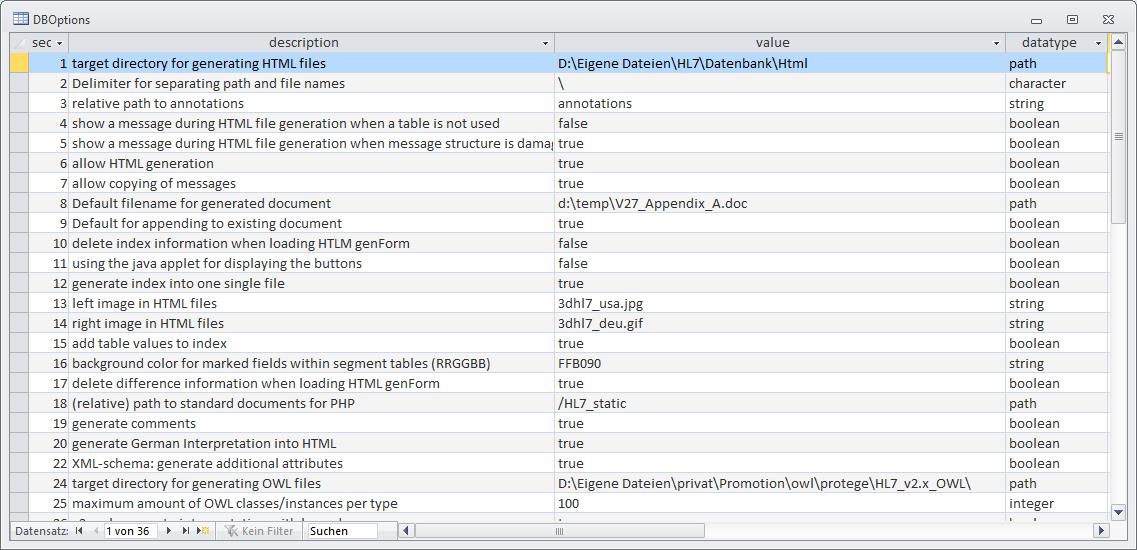 DBOptions
sec description value datatype
1 target directory for generating HTML files D:\Eigene Dateien\HL7\Datenbank\Html path
2 Delimiter for separating path and file names \ character
3 relative path to annotations annotations string
4 show a message during HTML file generation when a table is not used false boolean
5 show a message during HTML file generation when message structure is damag true boolean
6 allow HTML generation true boolean
7 allow copying of messages true boolean
8 Default filename for generated document d:\temp\V27_Appendix_A.doc path
9 Default for appending to existing document true boolean
10 delete index information when loading HTLM genForm false boolean
11 using the java applet for displaying the buttons false boolean
12 generate index into one single file true boolean
13 left image in HTML files 3dhl7_usa.jpg string
14 right image in HTML files 3dhl7_deu.gif string
15 add table values to index true boolean
16 background color for marked fields within segment tables (RRGGBB) FFB090 string
17 delete difference information when loading HTML genForm true boolean
18 (relative) path to standard documents for PHP /HL7_static path
19 generate comments true boolean
20 generate German Interpretation into HTML true boolean
22 XML-schema: generate additional attributes true boolean
24 target directory for generating OWL files D:\Eigene Dateien\privat\Promotion\owl\protege\HL7_v2.x_OWL\ path
25 maximum amount of OWL classes/instances per type 100 integer
Datensatz: 1 von 36 Kein Filter Suchen